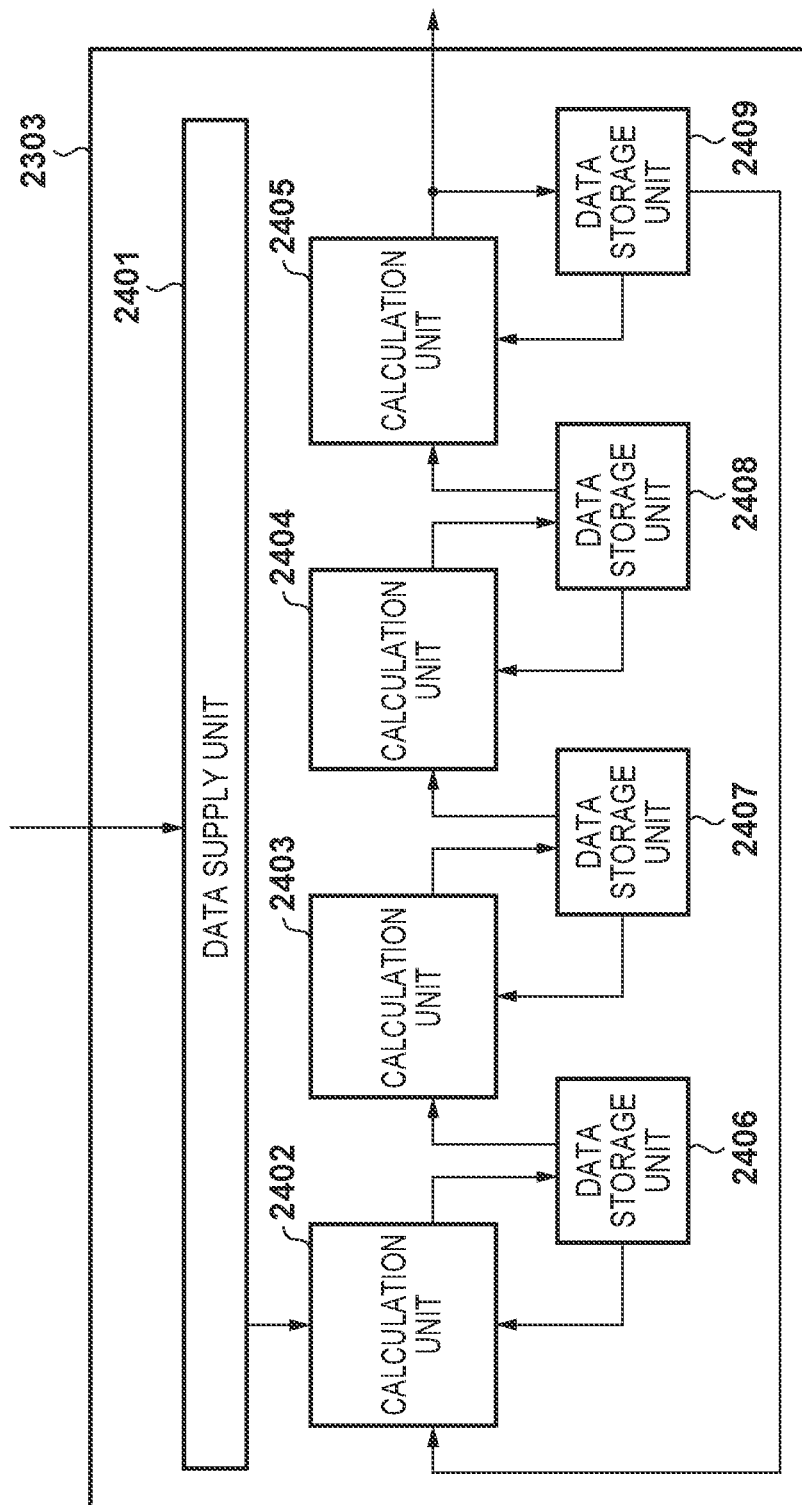 2303
2401
DATA SUPPLY UNIT
2402
CALCULATION
UNIT
2403
CALCULATION
UNIT
2404
CALCULATION
UNIT
2405
CALCULATION
UNIT
DATA
STORAGE
UNIT
2406
DATA
STORAGE
UNIT
2407
DATA
STORAGE
UNIT
2408
DATA
STORAGE
UNIT
2409